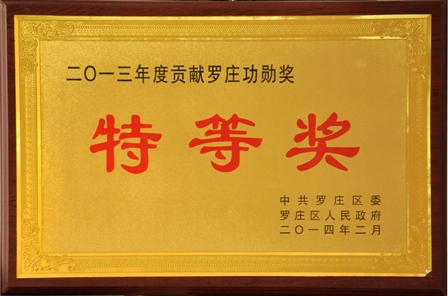 二〇一三年度贡献罗庄功勋奖
特等奖
中共罗庄区委
罗庄区人民政府
二〇一四年二月